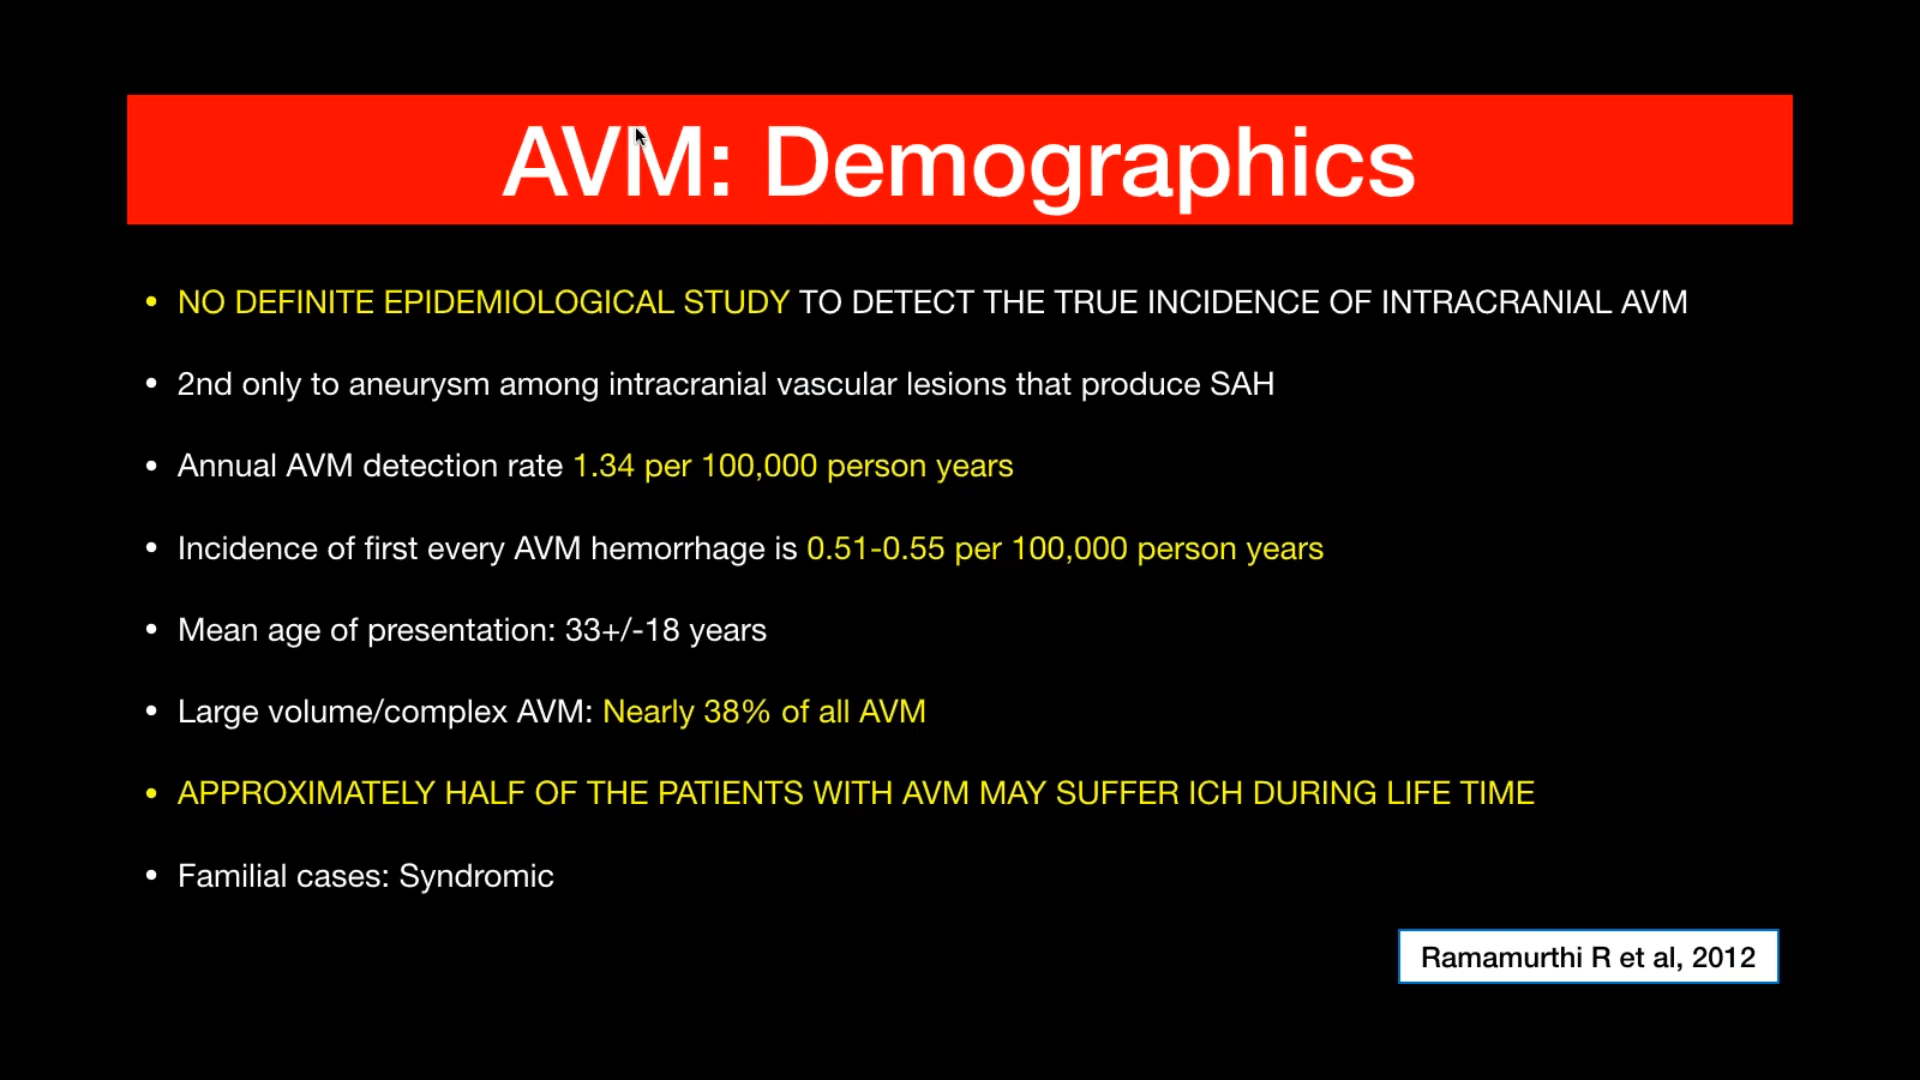 AVM: Demographics
• NO DEFINITE EPIDEMIOLOGICAL STUDY TO DETECT THE TRUE INCIDENCE OF INTRACRANIAL AVM
• 2nd only to aneurysm among intracranial vascular lesions that produce SAH
• Annual AVM detection rate 1.34 per 100,000 person years
• Incidence of first every AVM hemorrhage is 0.51-0.55 per 100,000 person years
• Mean age of presentation: 33+/-18 years
• Large volume/complex AVM: Nearly 38% of all AVM
• APPROXIMATELY HALF OF THE PATIENTS WITH AVM MAY SUFFER ICH DURING LIFE TIME
• Familial cases: Syndromic
Ramamurthi R et al, 2012